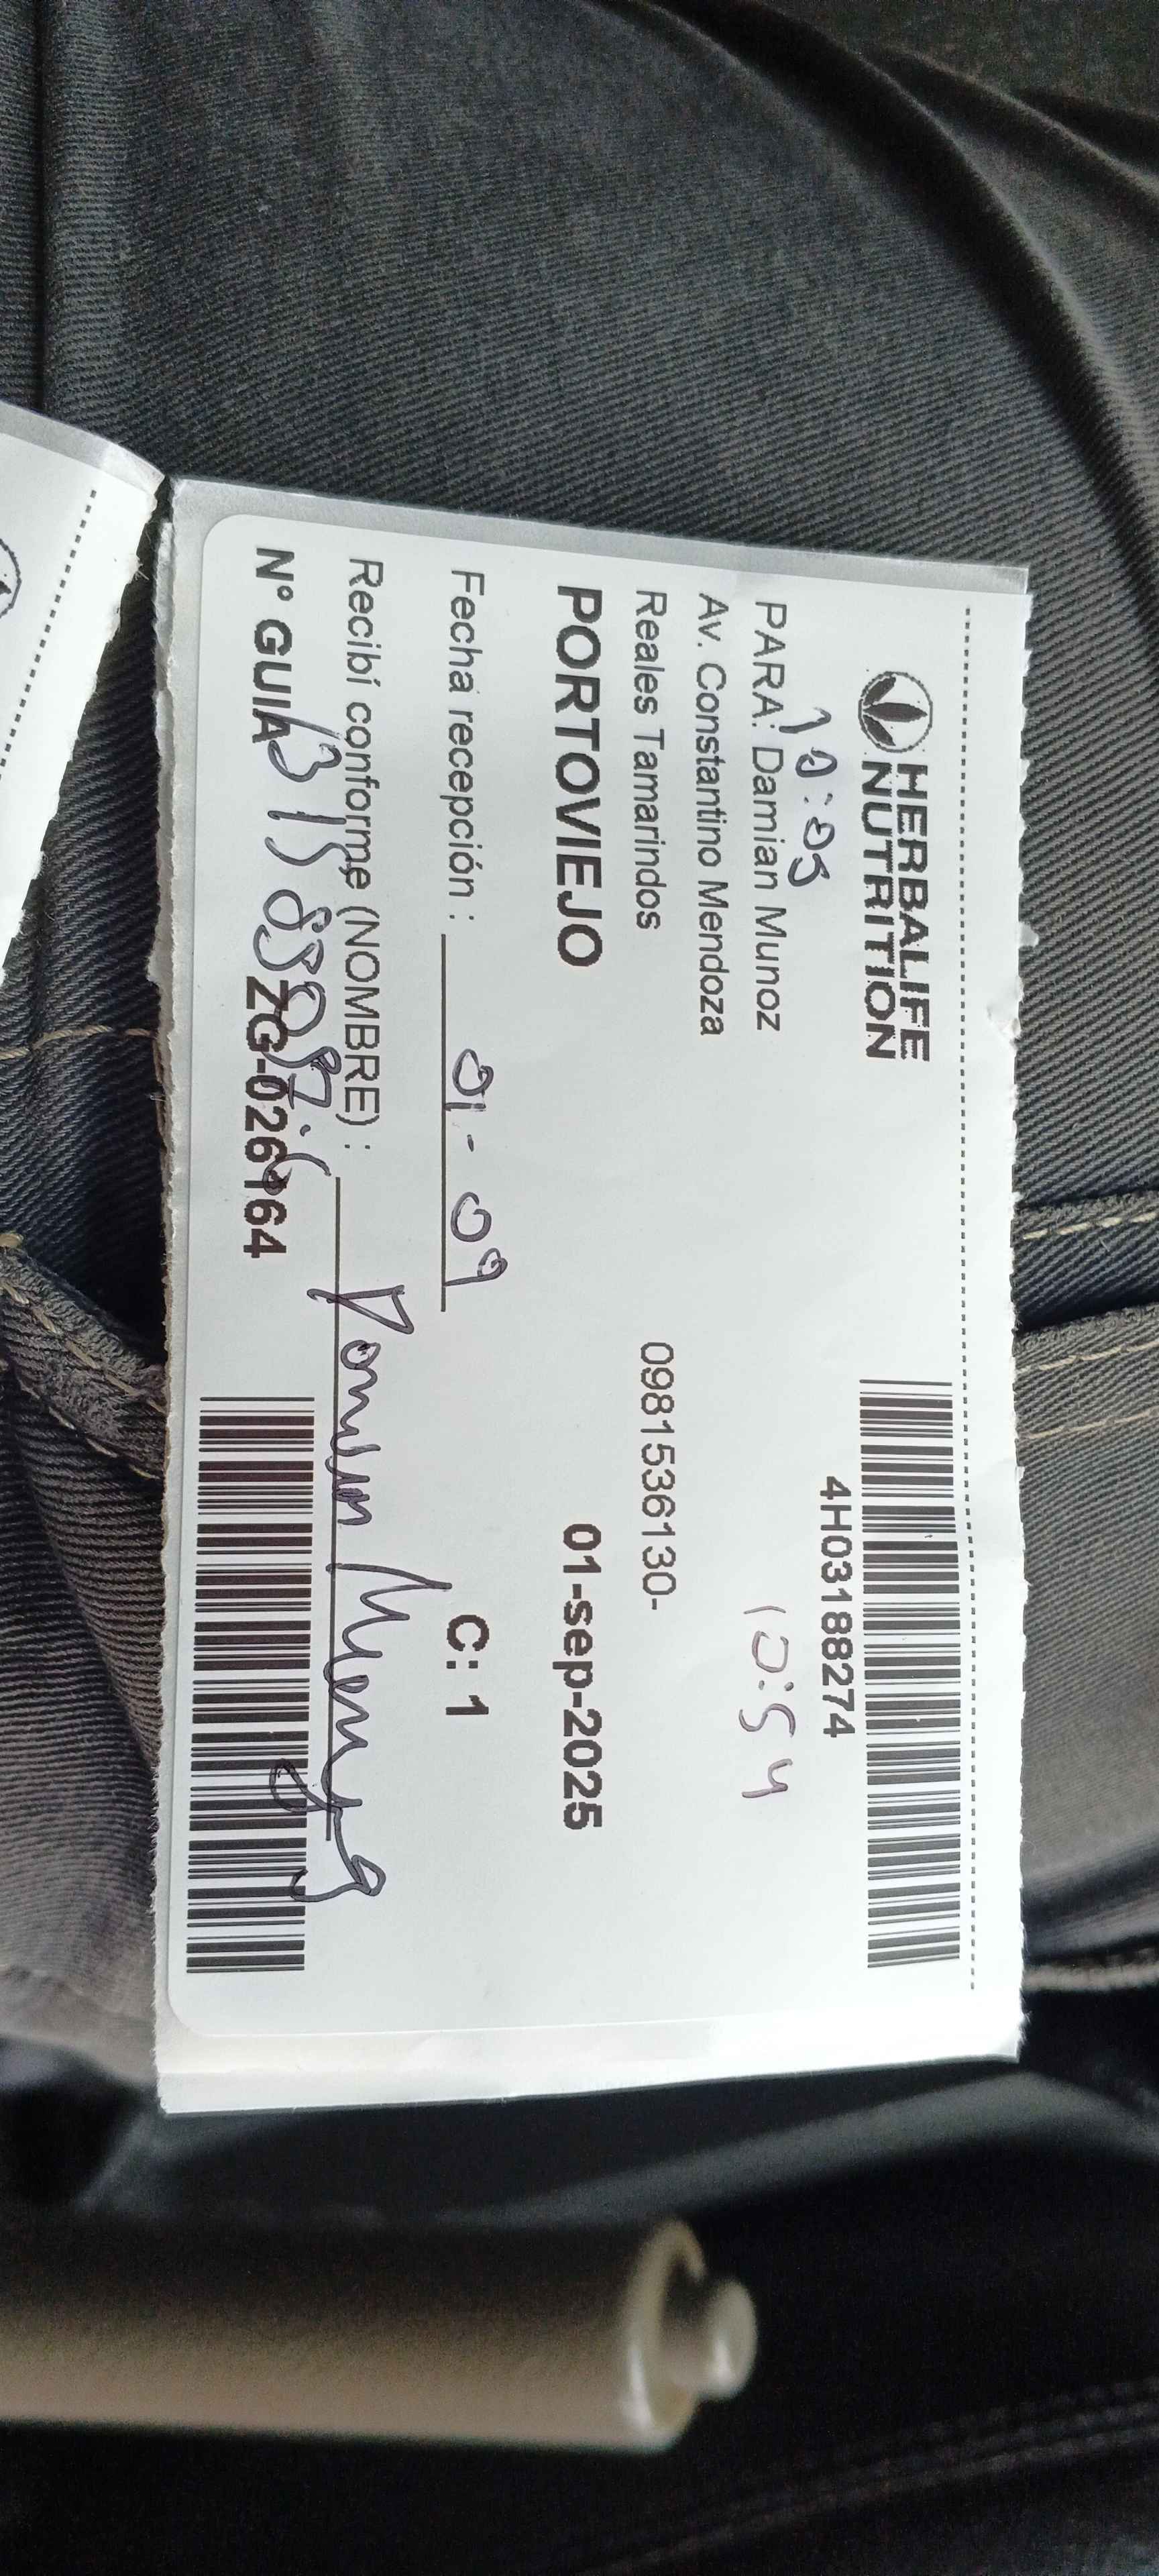 HERBALIFE
NUTRITION
4H03188274
10:05
10:54
PARA: Damian Munoz
Av. Constantino Mendoza
Reales Tamarindos
0981536130-
PORTOVIEJO
01-sep-2025
Fecha recepción : 01-09
C: 1
Recibí conforme (NOMBRE) :
N° GUIA
ZG-026164